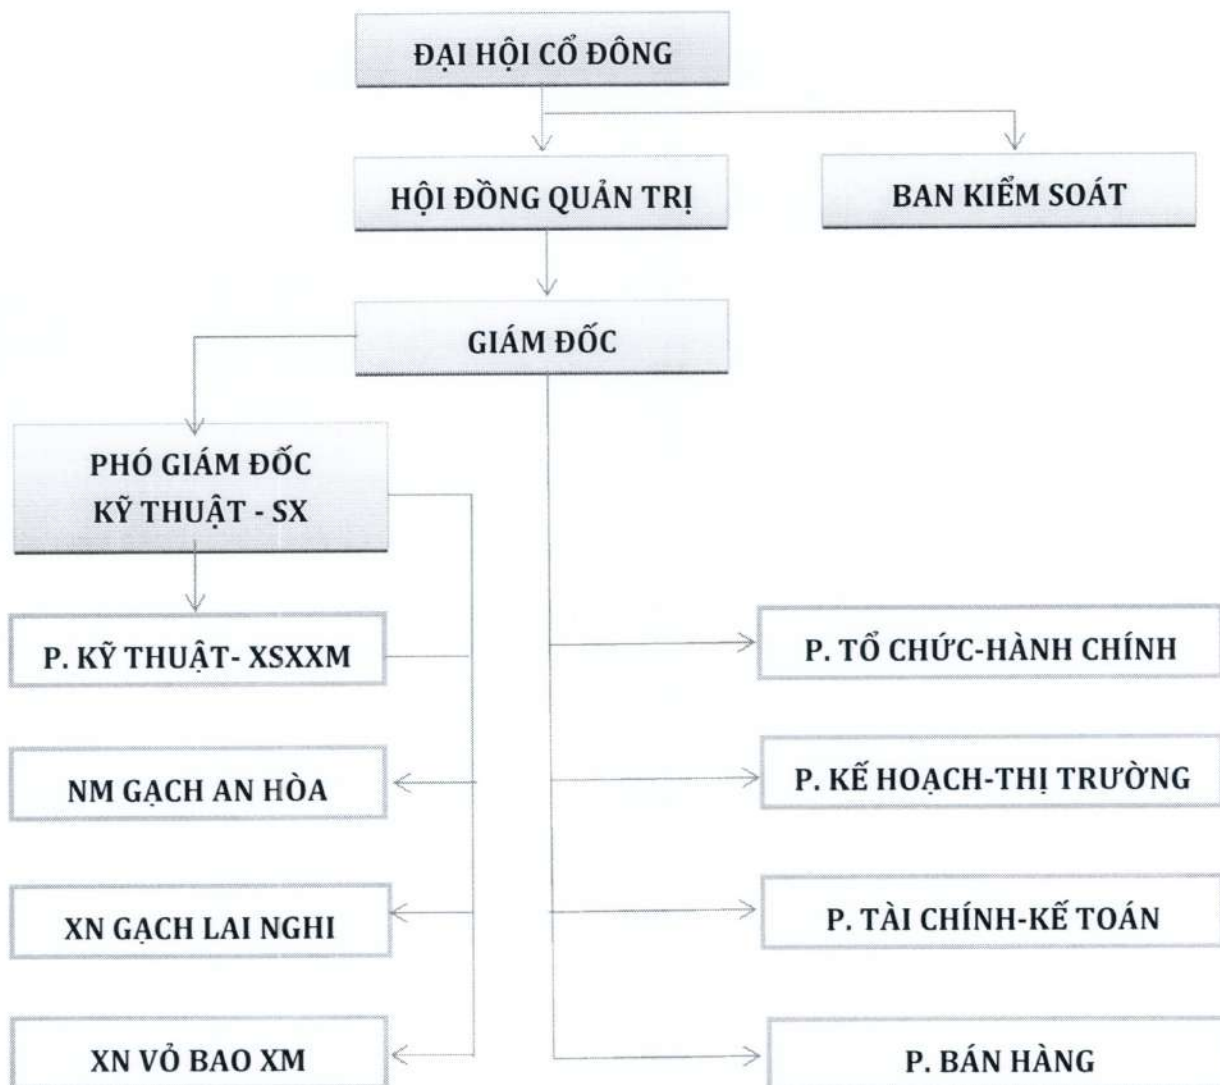 ĐẠI HỘI CỔ ĐÔNG
HỘI ĐỒNG QUẢN TRỊ
BAN KIỂM SOÁT
GIÁM ĐỐC
PHÓ GIÁM ĐỐC
KỸ THUẬT - SX
P. KỸ THUẬT- XSXXM
P. TỔ CHỨC-HÀNH CHÍNH
NM GẠCH AN HÒA
P. KẾ HOẠCH-THỊ TRƯỜNG
XN GẠCH LAI NGHI
P. TÀI CHÍNH-KẾ TOÁN
XN VỎ BAO XM
P. BÁN HÀNG